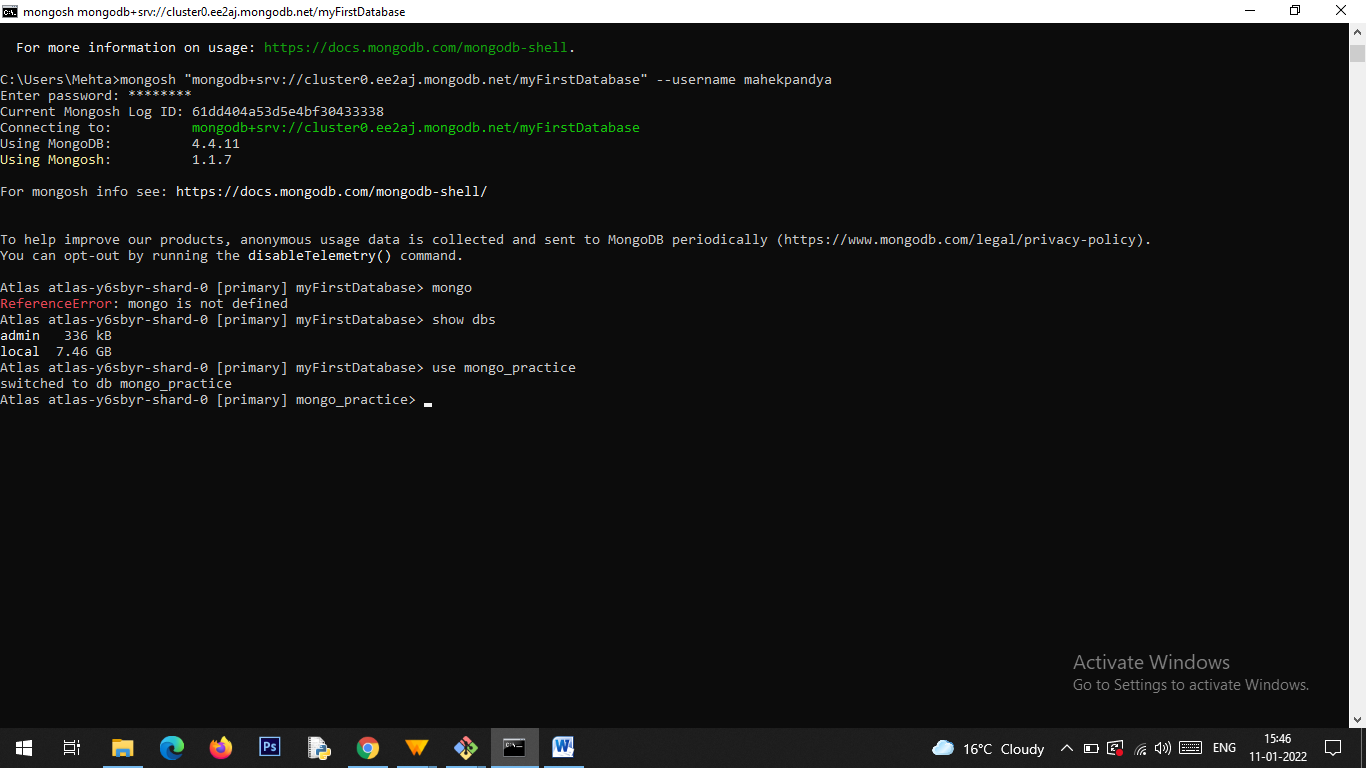 mongosh mongodb+srv://cluster0.ee2aj.mongodb.net/myFirstDatabase
For more information on usage: https://docs.mongodb.com/mongodb-shell.
C:\Users\Mehta>mongosh "mongodb+srv://cluster0.ee2aj.mongodb.net/myFirstDatabase" --username mahekpandya
Enter password: ********
Current Mongosh Log ID: 61dd404a53d5e4bf30433338
Connecting to: mongodb+srv://cluster0.ee2aj.mongodb.net/myFirstDatabase
Using MongoDB: 4.4.11
Using Mongosh: 1.1.7
For mongosh info see: https://docs.mongodb.com/mongodb-shell/
To help improve our products, anonymous usage data is collected and sent to MongoDB periodically (https://www.mongodb.com/legal/privacy-policy).
You can opt-out by running the disableTelemetry() command.
Atlas atlas-y6sbyr-shard-0 [primary] myFirstDatabase> mongo
ReferenceError: mongo is not defined
Atlas atlas-y6sbyr-shard-0 [primary] myFirstDatabase> show dbs
admin 336 kB
local 7.46 GB
Atlas atlas-y6sbyr-shard-0 [primary] myFirstDatabase> use mongo_practice
switched to db mongo_practice
Atlas atlas-y6sbyr-shard-0 [primary] mongo_practice>
Activate Windows
Go to Settings to activate Windows.
Ps
W
16°C Cloudy
ENG
15:46
11-01-2022